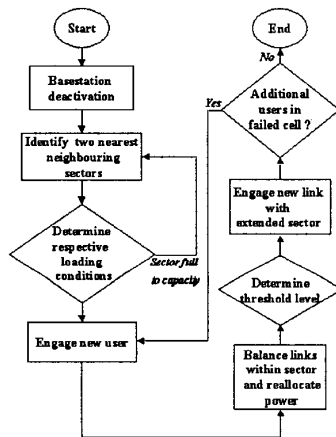 Start
Basestation
deactivation
Identify two nearest
neighbouring
sectors
Determine
respective
loading
conditions
Sector full
to capacity
Engage new user
Balance links
within sector
and reallocate
power
Determine
threshold level
Engage new link
with
extended sector
Additional
users in
failed cell ?
Yes
No
End